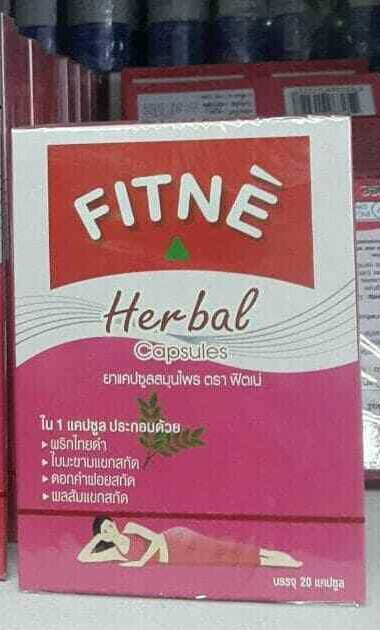 FITNÈ
Herbal
Capsules
ยาแคปซูลสมุนไพร ตรา ฟิตเน่
ใน 1 แคปซูล ประกอบด้วย
▸ พริกไทยดำ
▸ ใบมะขามแขกสกัด
▸ ดอกคำฝอยสกัด
▸ ผลส้มแขกสกัด
บรรจุ 20 แคปซูล